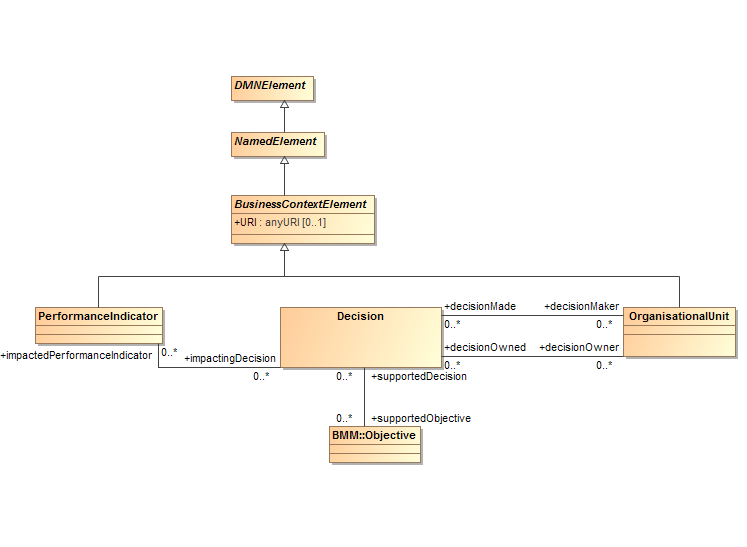 DMNElement
NamedElement
BusinessContextElement
+URI : anyURI [0..1]
PerformanceIndicator
Decision
OrganisationalUnit
+decisionMade
+decisionMaker
0..*
0..*
+decisionOwned
+decisionOwner
0..*
0..*
+impactedPerformanceIndicator
0..*
+impactingDecision
0..*
0..*
+supportedDecision
0..*
+supportedObjective
BMM::Objective